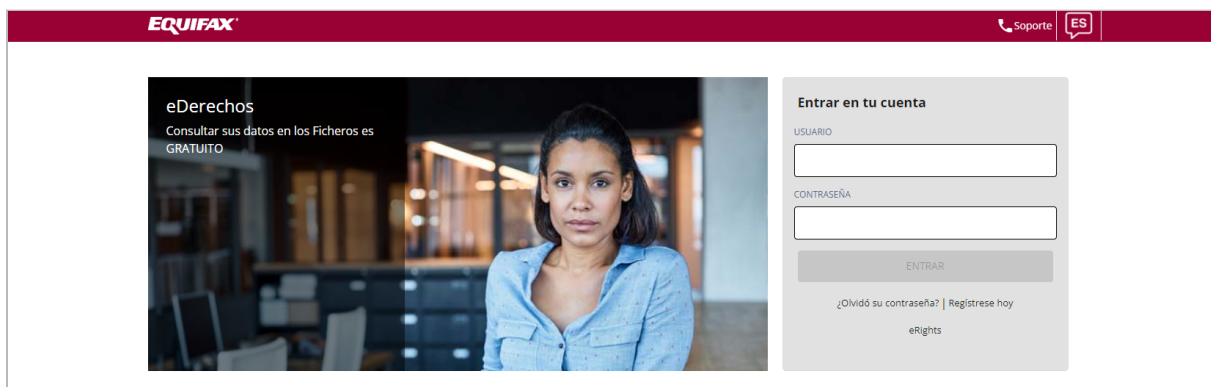 EQUIFAX
Soporte
ES
eDerechos
Consultar sus datos en los Ficheros es
GRATUITO
Entrar en tu cuenta
USUARIO
CONTRASEÑA
ENTRAR
¿Olvidó su contraseña? | Regístrese hoy
eRights